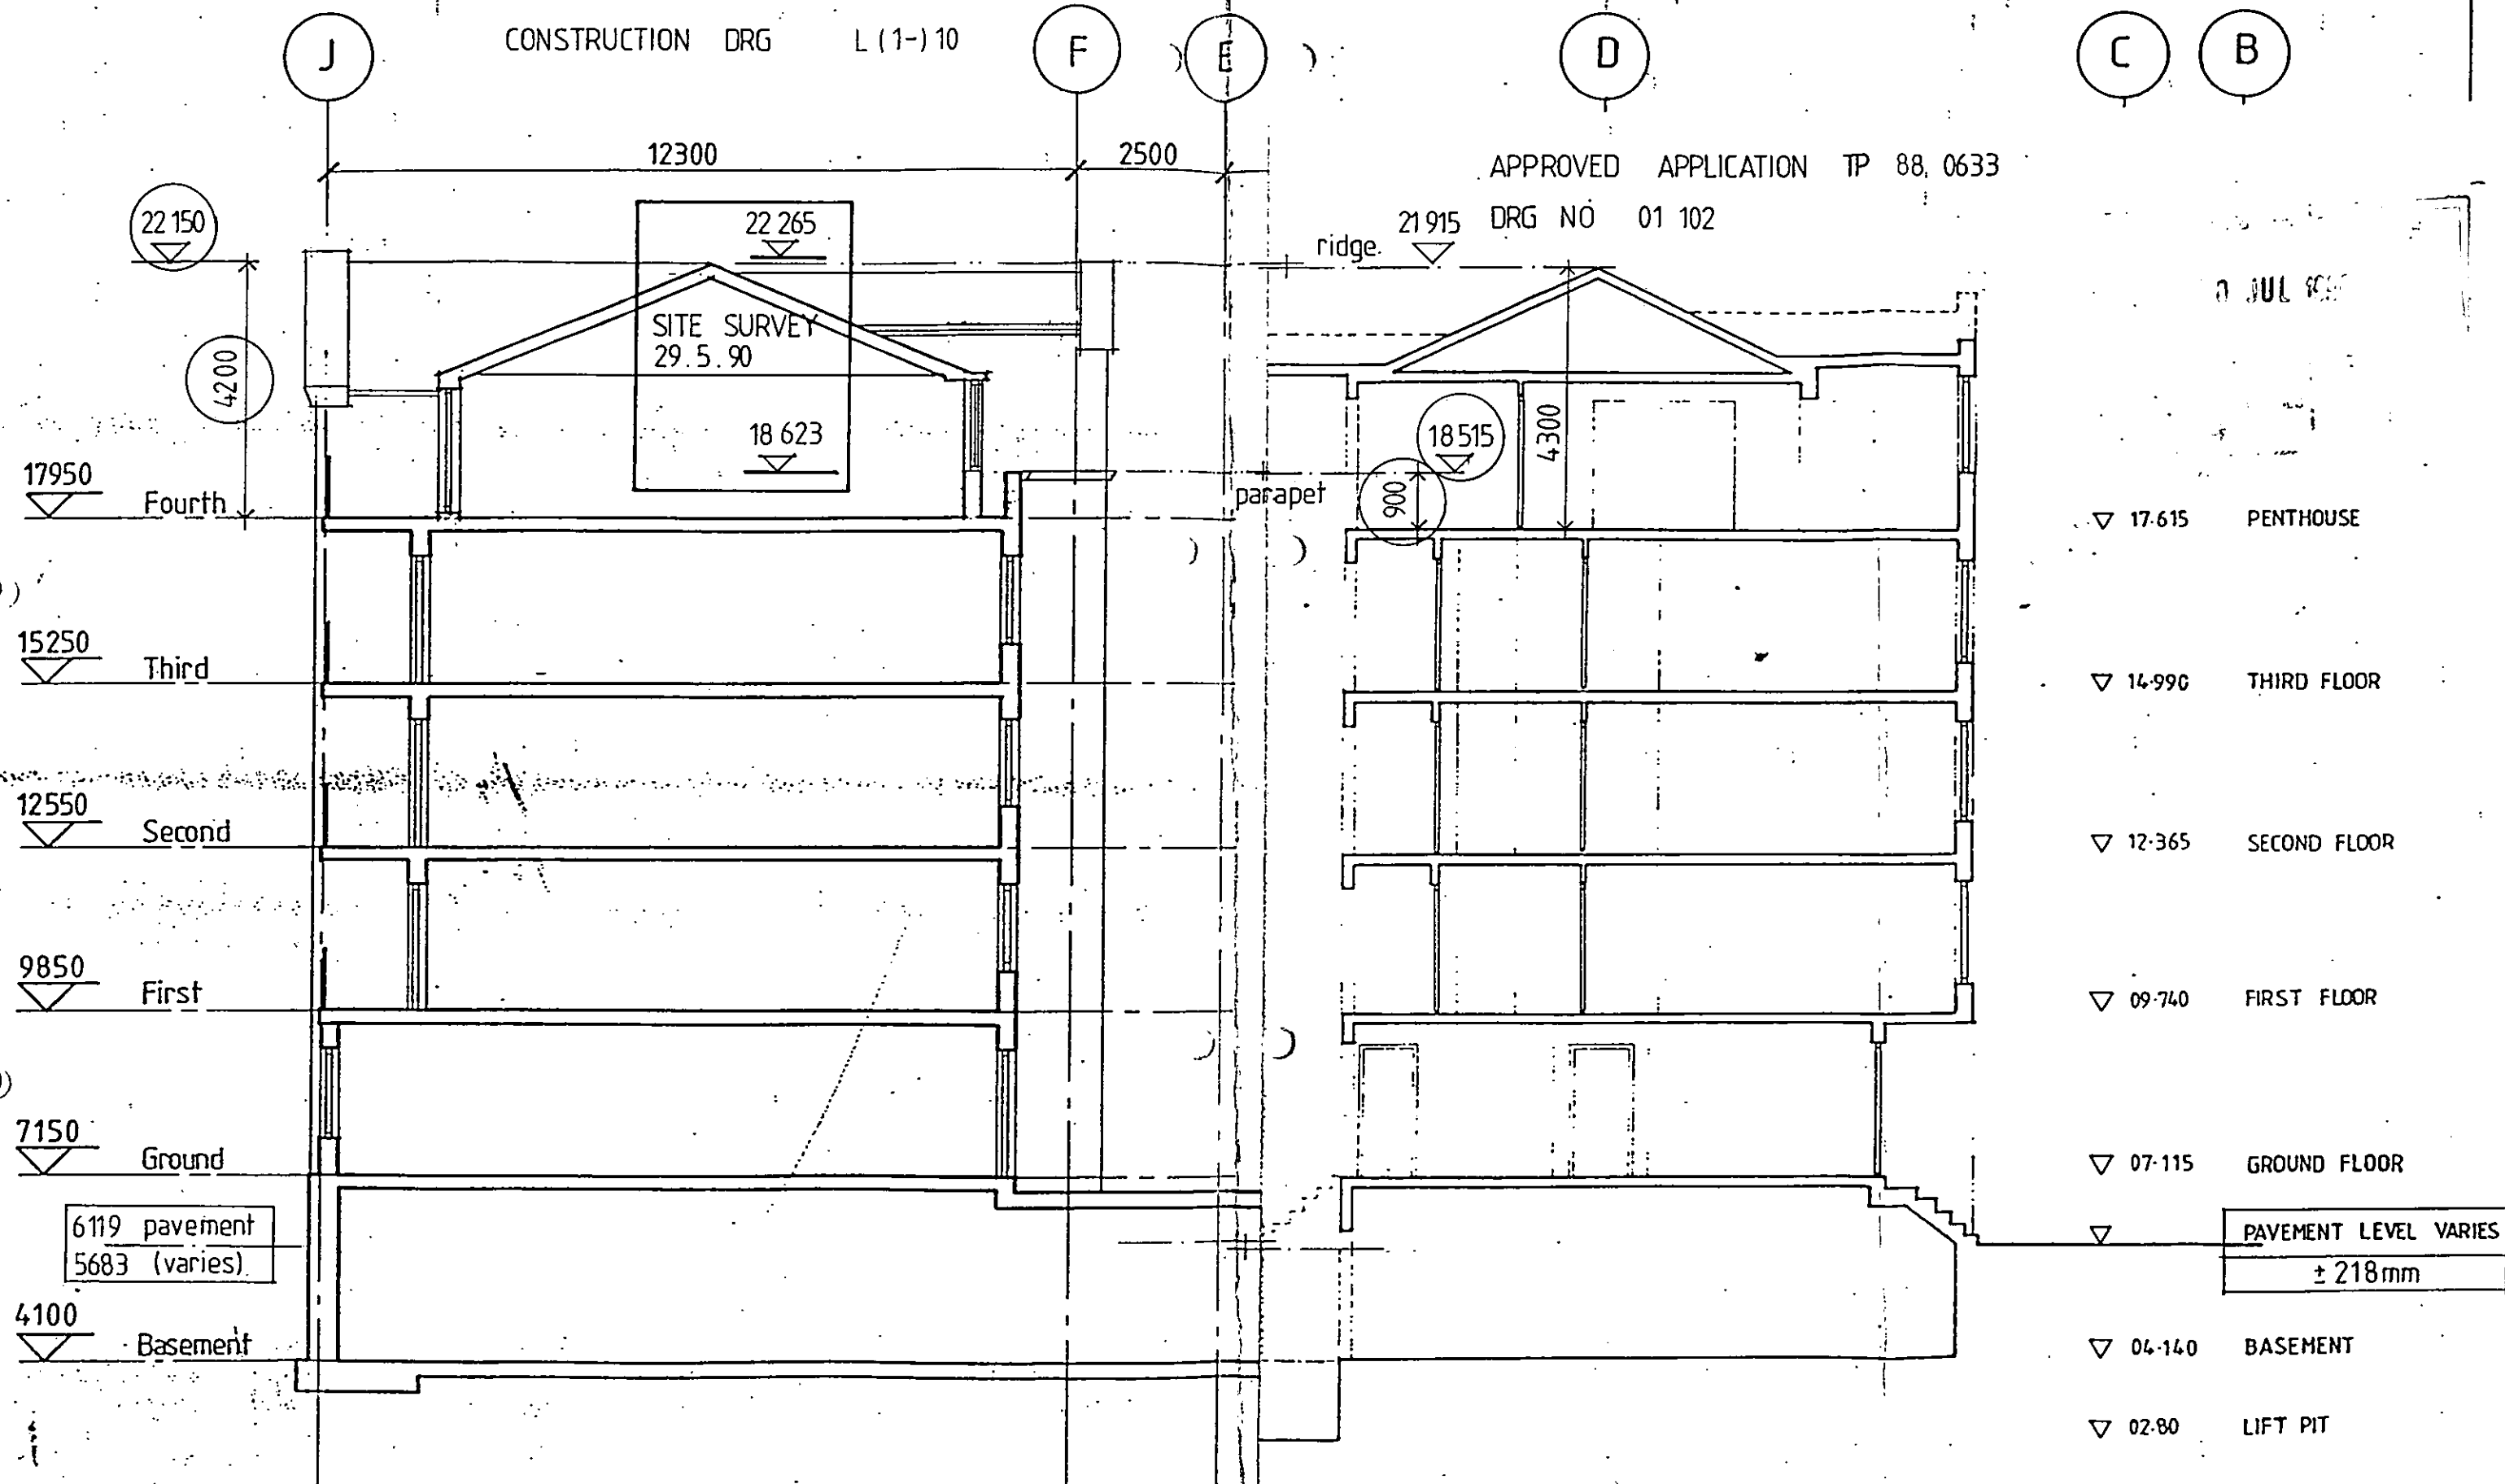 J
CONSTRUCTION DRG L (1-) 10
F
E
D
C
B
12300
2500
APPROVED APPLICATION TP 88, 0633
DRG NO 01 102
22 150
22 265
21 915
ridge
JUL
SITE SURVEY
29.5.90
4200
18 623
18 515
4300
900
parapet
17950
Fourth
17.615 PENTHOUSE
15250
Third
14.990 THIRD FLOOR
12550
Second
12.365 SECOND FLOOR
9850
First
09.740 FIRST FLOOR
7150
Ground
07.115 GROUND FLOOR
6119 pavement
5683 (varies)
PAVEMENT LEVEL VARIES
± 218mm
4100
Basement
04.140 BASEMENT
02.80 LIFT PIT